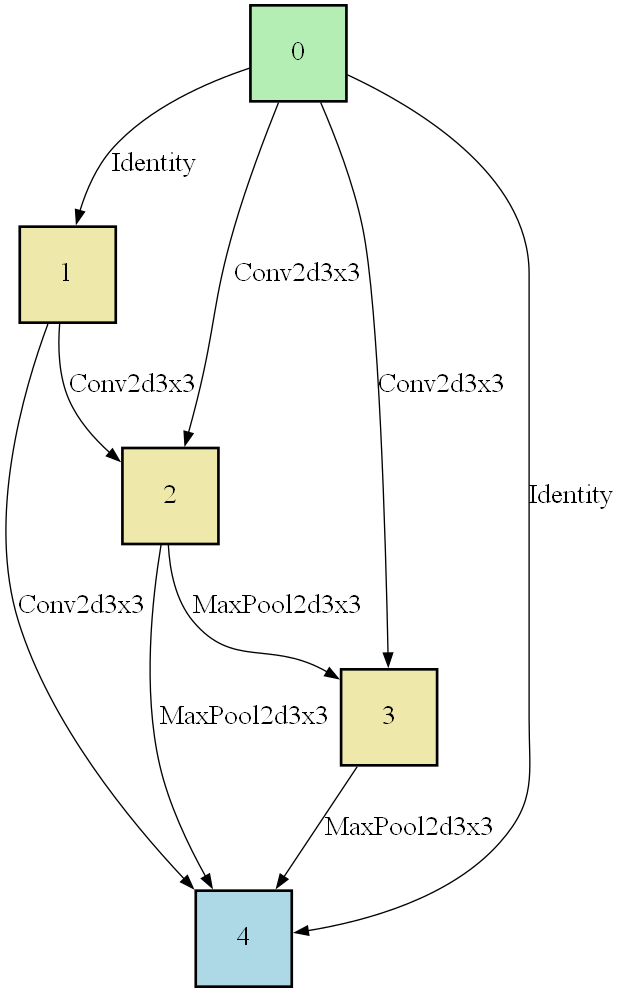 0
Identity
1
Conv2d3x3
Conv2d3x3
Conv2d3x3
2
Identity
Conv2d3x3
MaxPool2d3x3
MaxPool2d3x3
3
MaxPool2d3x3
4